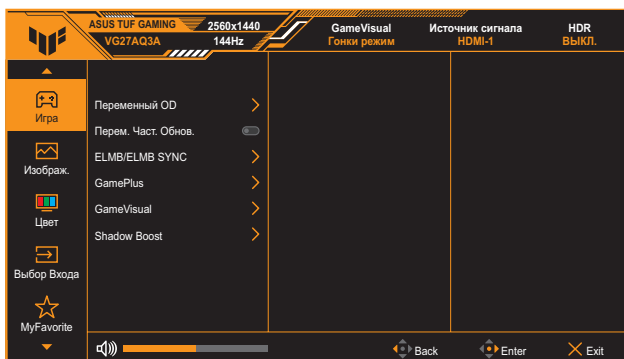 ASUS TUF GAMING 2560x1440
VG27AQ3A 144Hz
GameVisual
Гонки режим
Источник сигнала
HDMI-1
HDR
ВЫКЛ.
Игра
Изображ.
Цвет
Выбор Входа
MyFavorite
Переменный OD
Перем. Част. Обнов.
ELMB/ELMB SYNC
GamePlus
GameVisual
Shadow Boost
Back
Enter
Exit